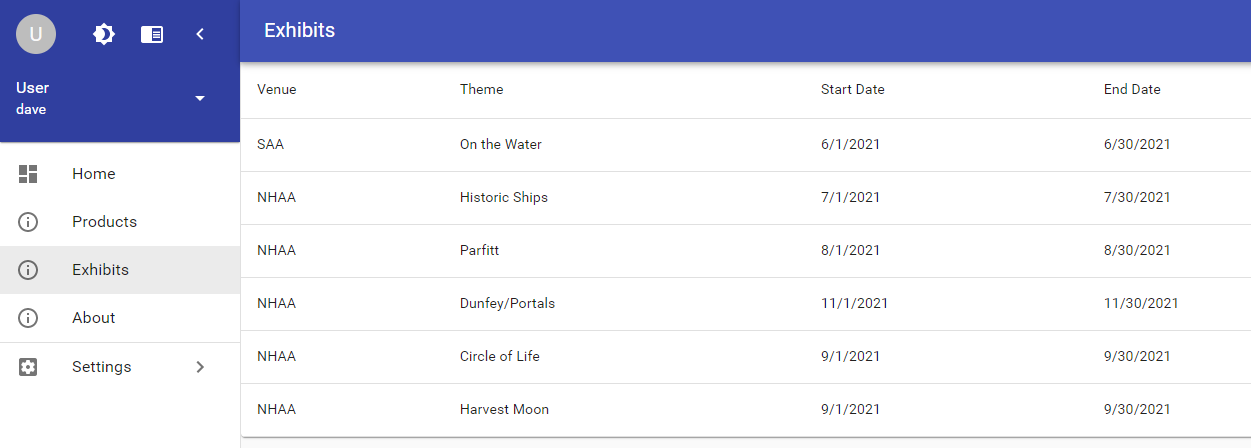 U
User
dave
Home
Products
Exhibits
About
Settings
Exhibits
Venue Theme Start Date End Date
SAA On the Water 6/1/2021 6/30/2021
NHAA Historic Ships 7/1/2021 7/30/2021
NHAA Parfitt 8/1/2021 8/30/2021
NHAA Dunfey/Portals 11/1/2021 11/30/2021
NHAA Circle of Life 9/1/2021 9/30/2021
NHAA Harvest Moon 9/1/2021 9/30/2021